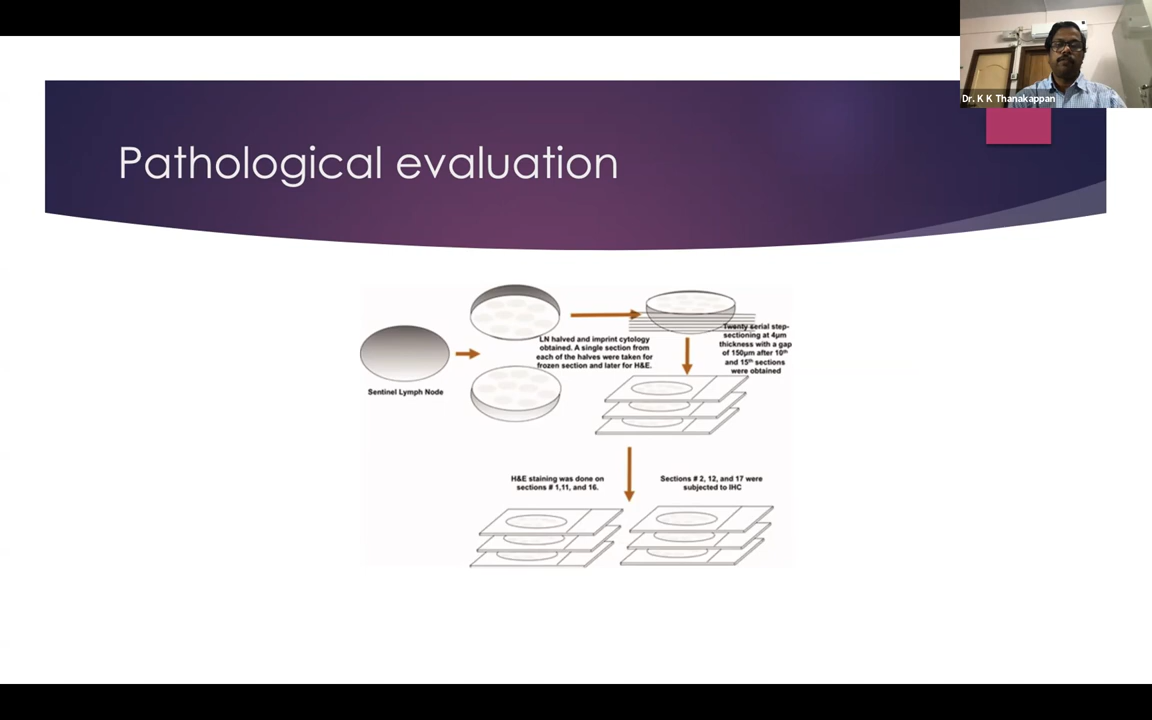 Dr. K K Thanakappan
Pathological evaluation
LN halved and imprint cytology
obtained. A single section from
each of the halves were taken for
frozen section and later for H&E.
Twenty serial step-
sectioning at 4μm
thickness with a gap
of 150μm after 10th
and 15th sections
were obtained
Sentinel Lymph Node
H&E staining was done on
sections # 1,11, and 16.
Sections # 2, 12, and 17 were
subjected to IHC